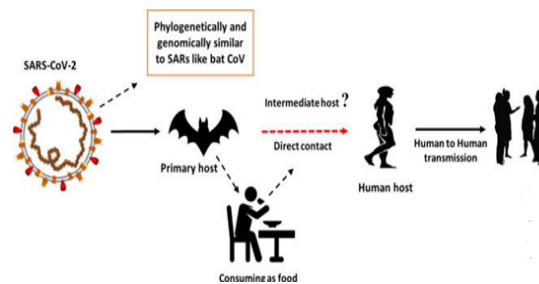 Phylogenetically and
genomically similar
to SARs like bat CoV
SARS-CoV-2
Intermediate host ?
Direct contact
Primary host
Human host
Human to Human
transmission
Consuming as food